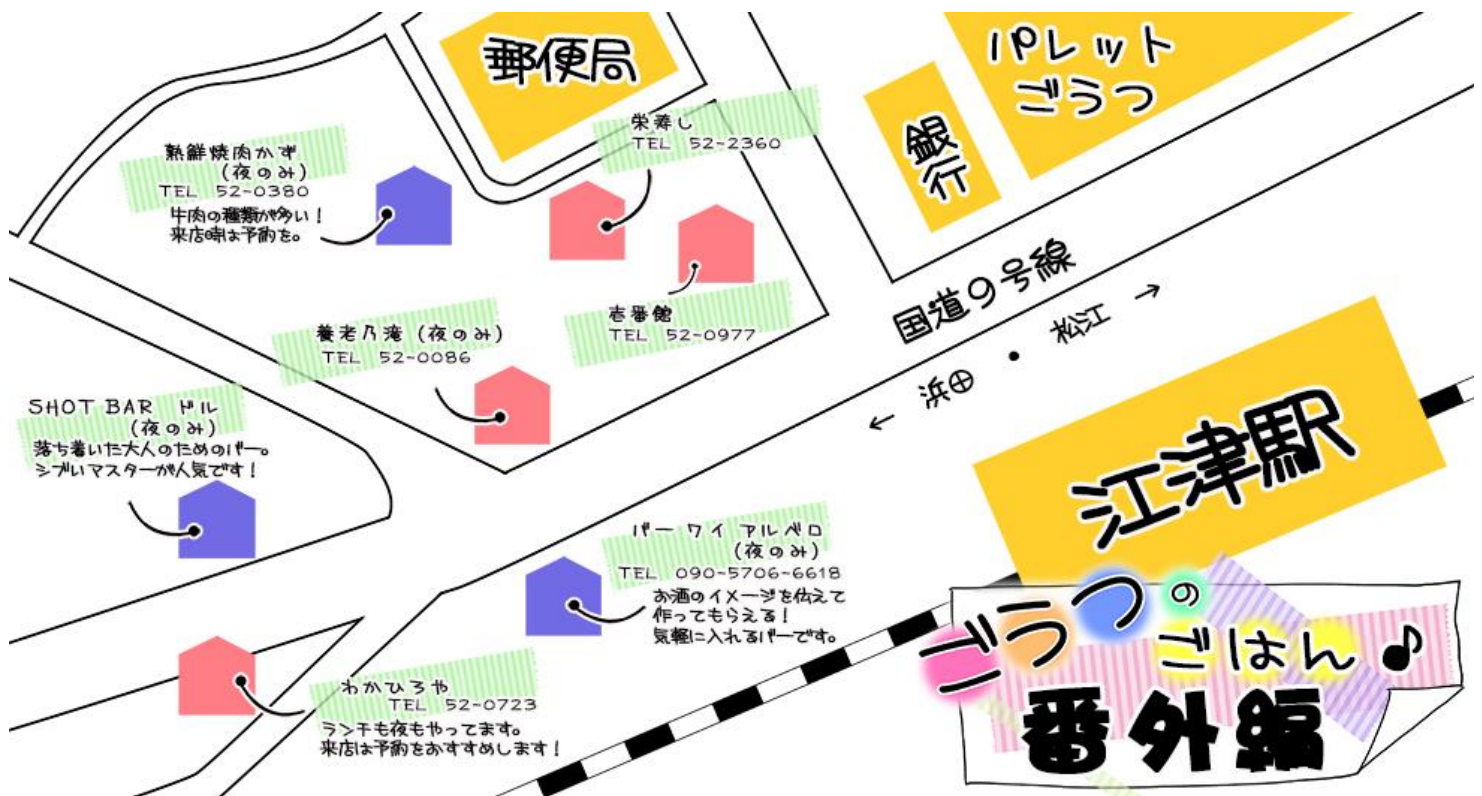 郵便局
パレット
ごうつ
銀行
栄寿し
TEL 52-2360
熟鮮焼肉かず
(夜のみ)
TEL 52-0380
牛肉の種類が多い!
来店時は予約を。
壱番館
TEL 52-0977
養老乃滝 (夜のみ)
TEL 52-0086
国道9号線
← 浜田 ・ 松江 →
SHOT BAR ドル
(夜のみ)
落ち着いた大人のためのバー。
シブいマスターが人気です!
江津駅
バー ワイ アルベロ
(夜のみ)
TEL 090-5706-6618
お酒のイメージを伝えて
作ってもらえる!
気軽に入れるバーです。
わかひろや
TEL 52-0723
ランチも夜もやってます。
来店は予約をおすすめします!
ごうつの
ごはん♪
番外編